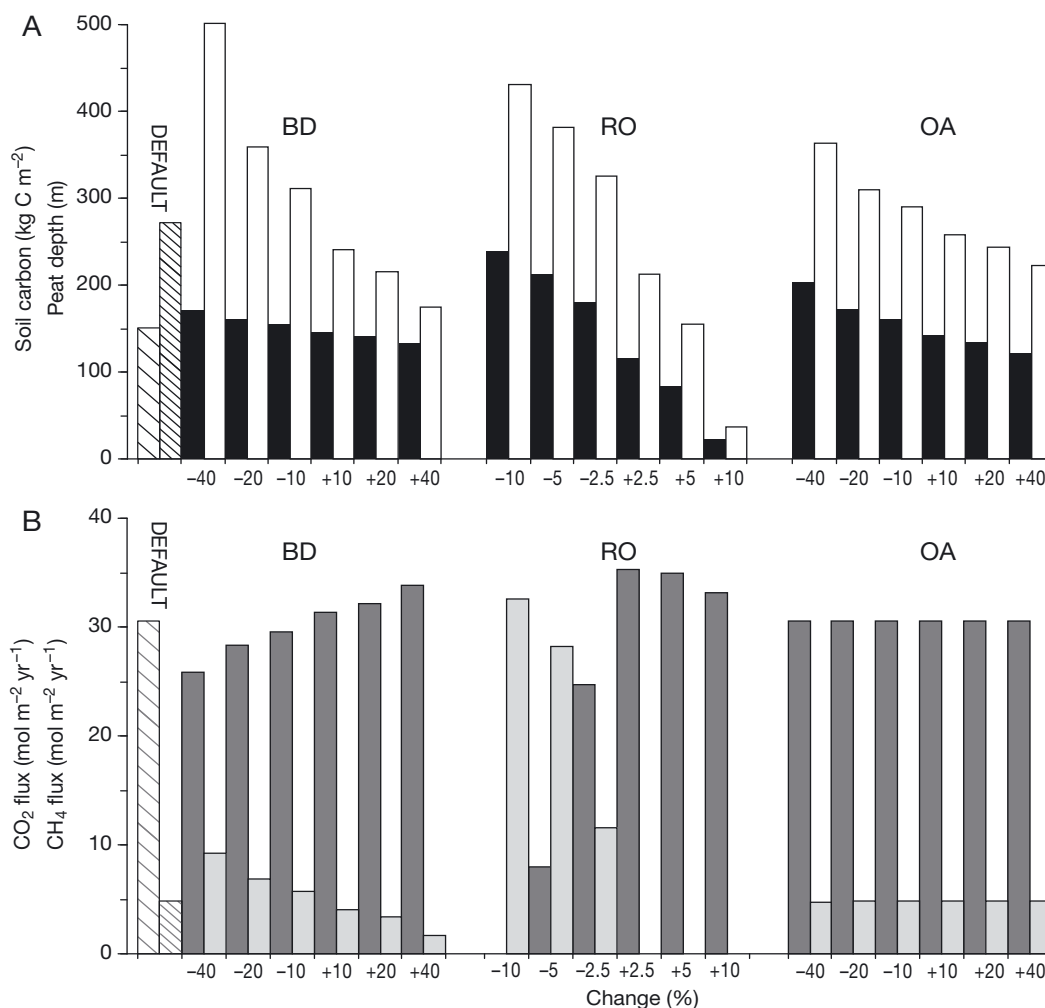 A
500
400
300
200
100
0
Soil carbon (kg C m⁻²)
Peat depth (m)
DEFAULT
BD
RO
OA
−40 −20 −10 +10 +20 +40
−10 −5 −2.5 +2.5 +5 +10
−40 −20 −10 +10 +20 +40
B
40
30
20
10
0
CO₂ flux (mol m⁻² yr⁻¹)
CH₄ flux (mol m⁻² yr⁻¹)
DEFAULT
BD
RO
OA
−40 −20 −10 +10 +20 +40
−10 −5 −2.5 +2.5 +5 +10
−40 −20 −10 +10 +20 +40
Change (%)